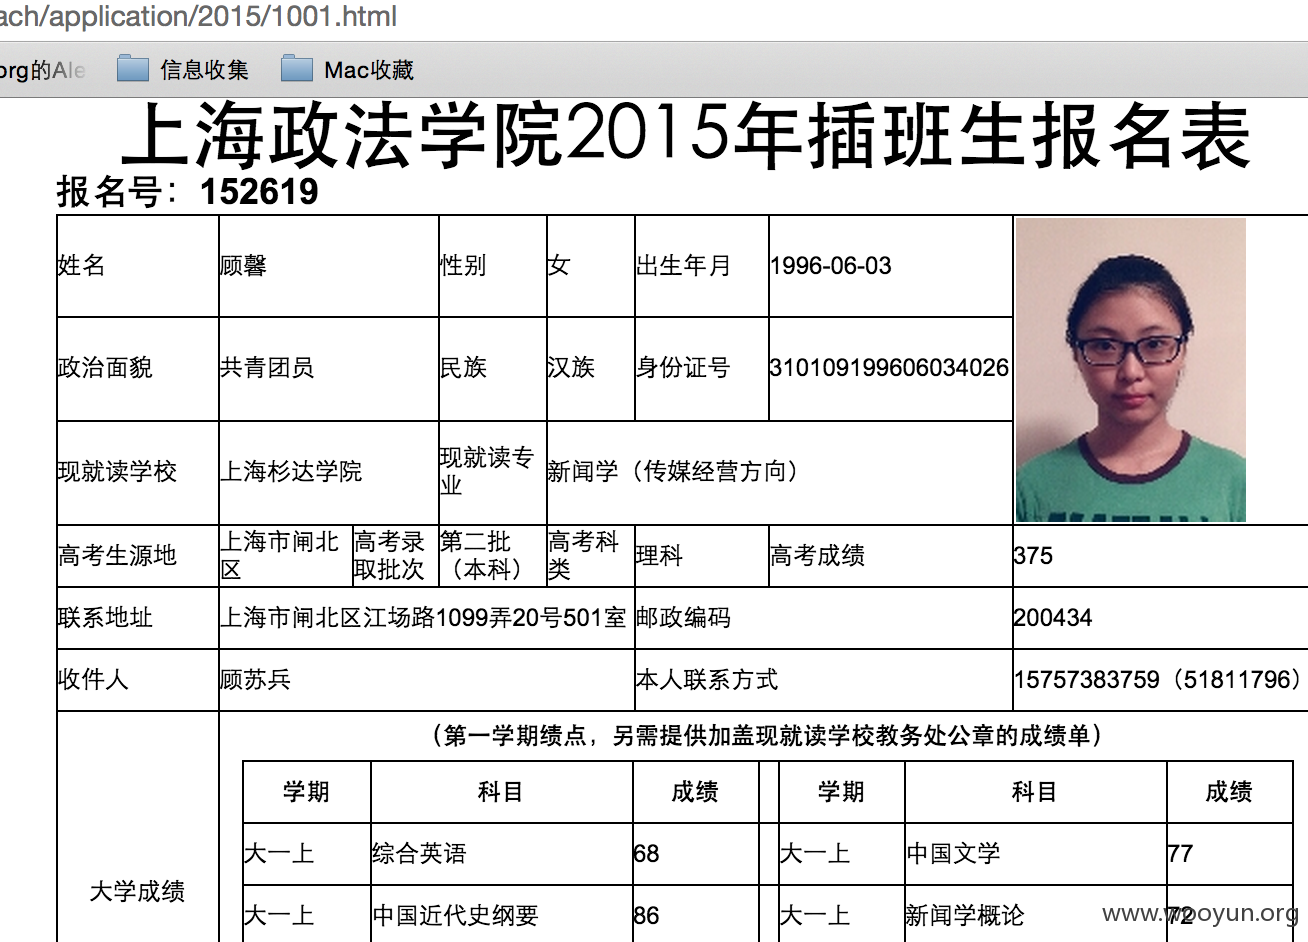 ach/application/2015/1001.html
org的Ale 信息收集 Mac收藏
上海政法学院2015年插班生报名表
报名号：152619
姓名 顾馨 性别 女 出生年月 1996-06-03
政治面貌 共青团员 民族 汉族 身份证号 310109199606034026
现就读学校 上海杉达学院 现就读专业 新闻学（传媒经营方向）
高考生源地 上海市闸北区 高考录取批次 第二批（本科） 高考科类 理科 高考成绩 375
联系地址 上海市闸北区江场路1099弄20号501室 邮政编码 200434
收件人 顾苏兵 本人联系方式 15757383759（51811796）
（第一学期绩点，另需提供加盖现就读学校教务处公章的成绩单）
学期 科目 成绩 学期 科目 成绩
大一上 综合英语 68 大一上 中国文学 77
大学成绩
大一上 中国近代史纲要 86 大一上 新闻学概论 72
www.wooyun.org